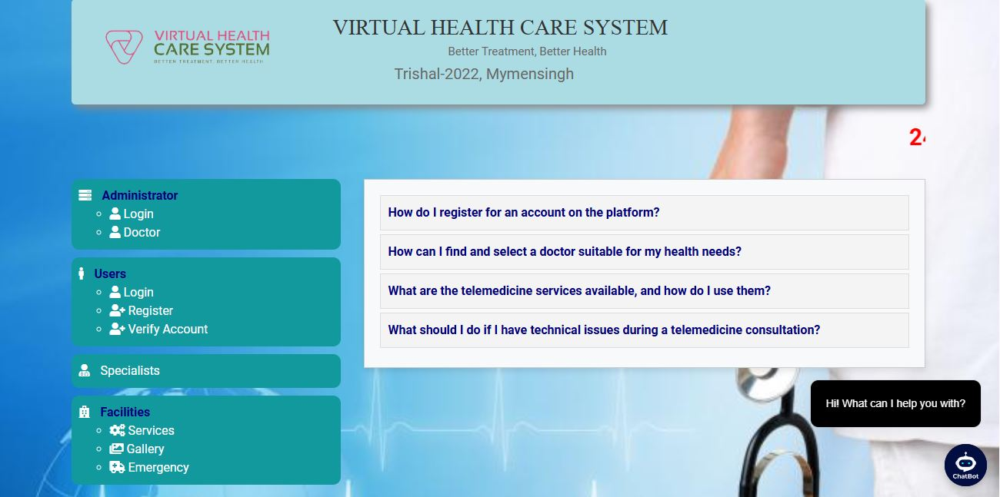 VIRTUAL HEALTH
CARE SYSTEM
BETTER TREATMENT, BETTER HEALTH
VIRTUAL HEALTH CARE SYSTEM
Better Treatment, Better Health
Trishal-2022, Mymensingh
Administrator
Login
Doctor
Users
Login
Register
Verify Account
Specialists
Facilities
Services
Gallery
Emergency
How do I register for an account on the platform?
How can I find and select a doctor suitable for my health needs?
What are the telemedicine services available, and how do I use them?
What should I do if I have technical issues during a telemedicine consultation?
Hi! What can I help you with?
ChatBot